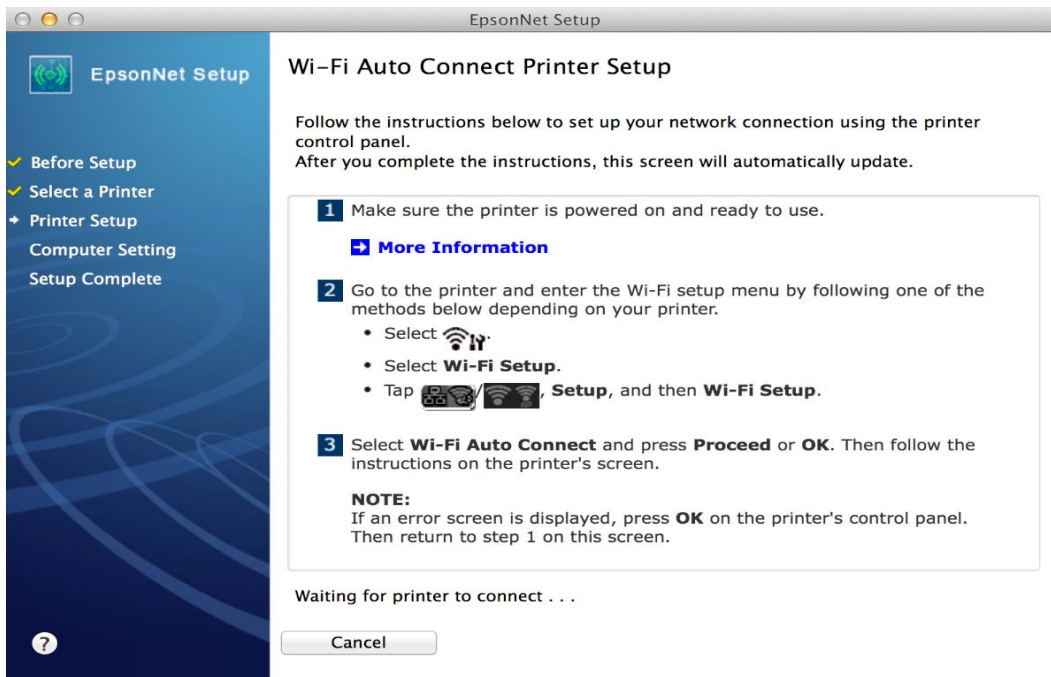 EpsonNet Setup
EpsonNet Setup
Before Setup
Select a Printer
Printer Setup
Computer Setting
Setup Complete
?
Wi-Fi Auto Connect Printer Setup
Follow the instructions below to set up your network connection using the printer
control panel.
After you complete the instructions, this screen will automatically update.
1 Make sure the printer is powered on and ready to use.
More Information
2 Go to the printer and enter the Wi-Fi setup menu by following one of the
methods below depending on your printer.
• Select .
• Select Wi-Fi Setup.
• Tap / , Setup, and then Wi-Fi Setup.
3 Select Wi-Fi Auto Connect and press Proceed or OK. Then follow the
instructions on the printer's screen.
NOTE:
If an error screen is displayed, press OK on the printer's control panel.
Then return to step 1 on this screen.
Waiting for printer to connect . . .
Cancel